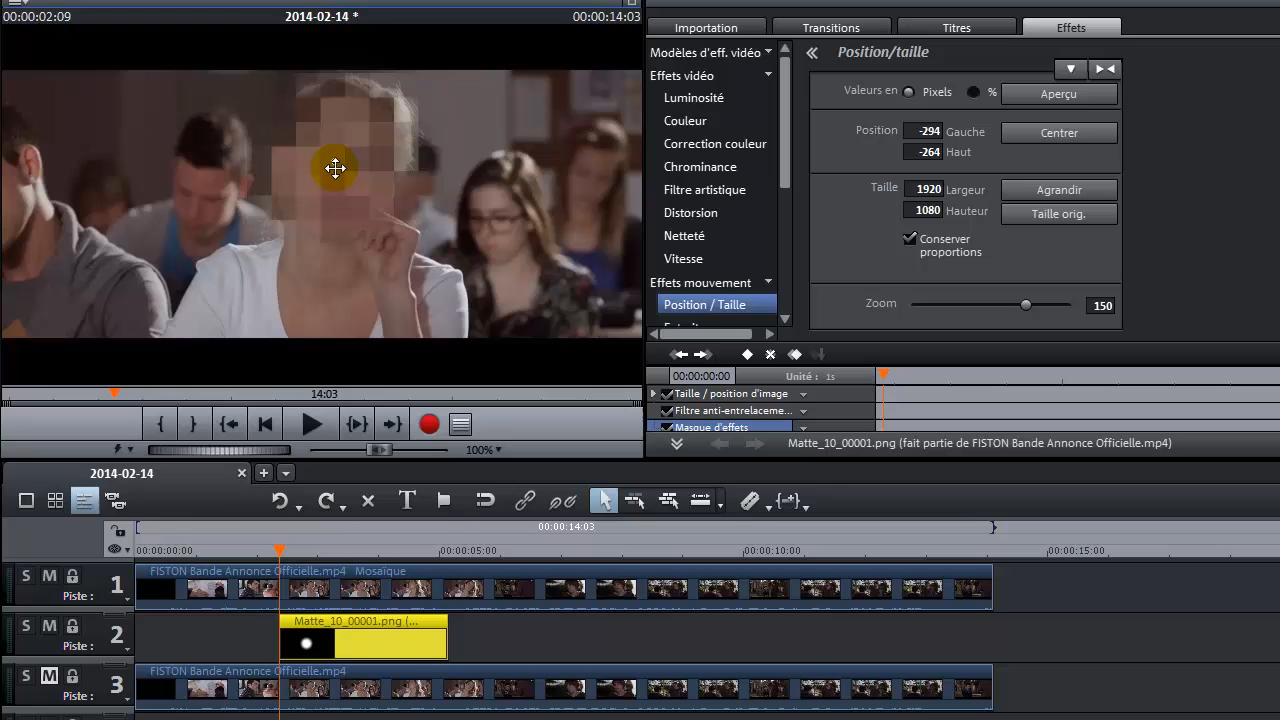 00:00:02:09
2014-02-14 *
00:00:14:03
Importation
Transitions
Titres
Effets
Modèles d'eff. vidéo
Effets vidéo
Luminosité
Couleur
Correction couleur
Chrominance
Filtre artistique
Distorsion
Netteté
Vitesse
Effets mouvement
Position / Taille
Position/taille
Valeurs en
Pixels
%
Aperçu
Position
-294 Gauche
Centrer
-264 Haut
Taille
1920 Largeur
Agrandir
1080 Hauteur
Taille orig.
Conserver
proportions
Zoom
150
00:00:00:00
Unité : 1s
Taille / position d'image
Filtre anti-entrelaceme...
Masque d'effets
Matte_10_00001.png (fait partie de FISTON Bande Annonce Officielle.mp4)
14:03
100%
2014-02-14
00:00:14:03
00:00:00:00
00:00:05:00
00:00:10:00
00:00:15:00
S M
Piste :
1
FISTON Bande Annonce Officielle.mp4 Mosaïque
S M
Piste :
2
Matte_10_00001.png (...
S M
Piste :
3
FISTON Bande Annonce Officielle.mp4